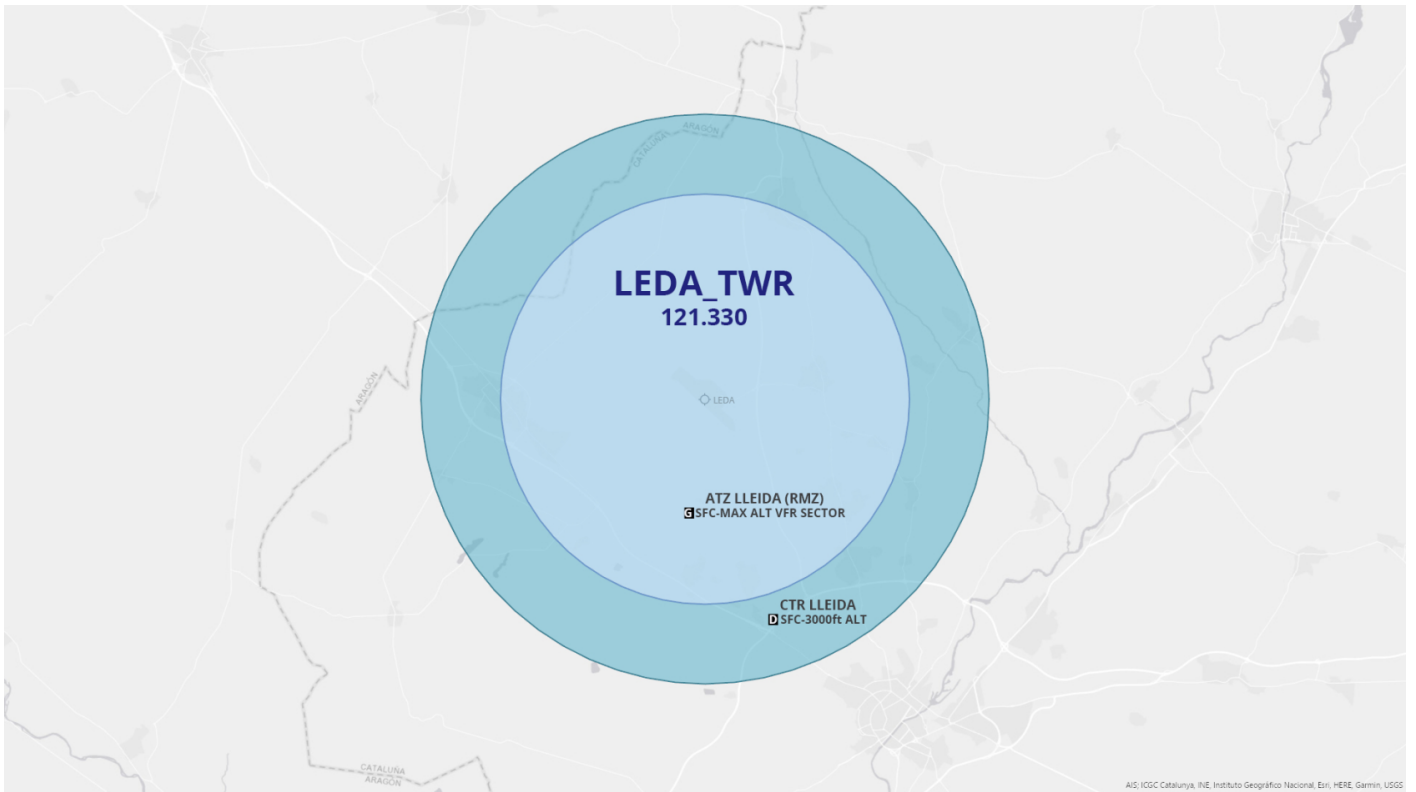 ARAGÓN
CATALUÑA
LEDA_TWR
121.330
ARAGÓN
LEDA
ATZ LLEIDA (RMZ)
G SFC-MAX ALT VFR SECTOR
CTR LLEIDA
D SFC-3000ft ALT
CATALUÑA
ARAGÓN
AIS; ICGC Catalunya, INE, Instituto Geográfico Nacional, Esri, HERE, Garmin, USGS